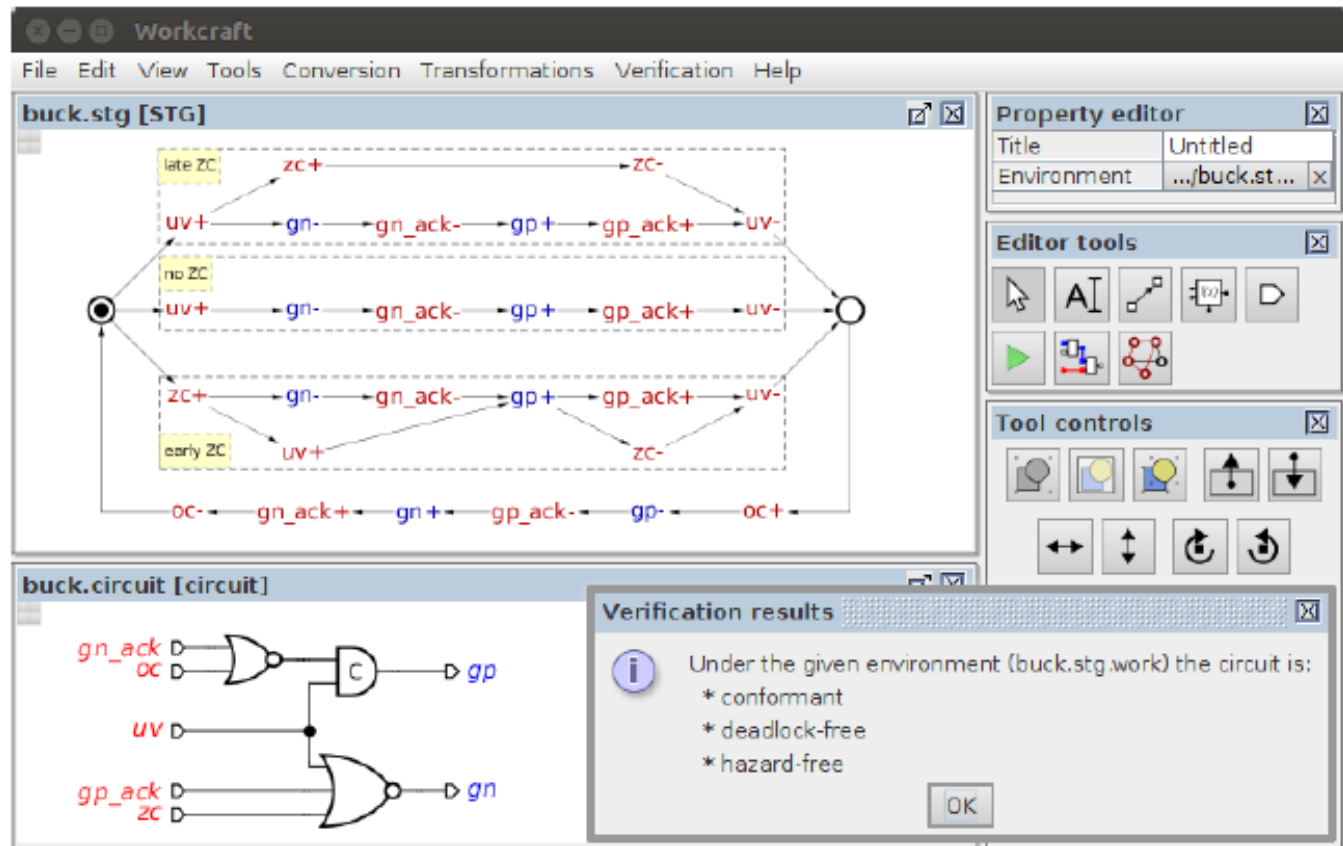 Workcraft
File Edit View Tools Conversion Transformations Verification Help
buck.stg [STG]
late ZC
zc+ zc-
uv+ gn- gn_ack- gp+ gp_ack+ uv-
no ZC
uv+ gn- gn_ack- gp+ gp_ack+ uv-
zc+ gn- gn_ack- gp+ gp_ack+ uv-
early ZC uv+ zc-
oc- gn_ack+ gn+ gp_ack- gp- oc+
Property editor
Title Untitled
Environment .../buck.st... x
Editor tools
A
f(x)
Tool controls
buck.circuit [circuit]
gn_ack
oc
C
gp
uv
gp_ack
zc
gn
Verification results
i
Under the given environment (buck.stg.work) the circuit is:
* conformant
* deadlock-free
* hazard-free
OK